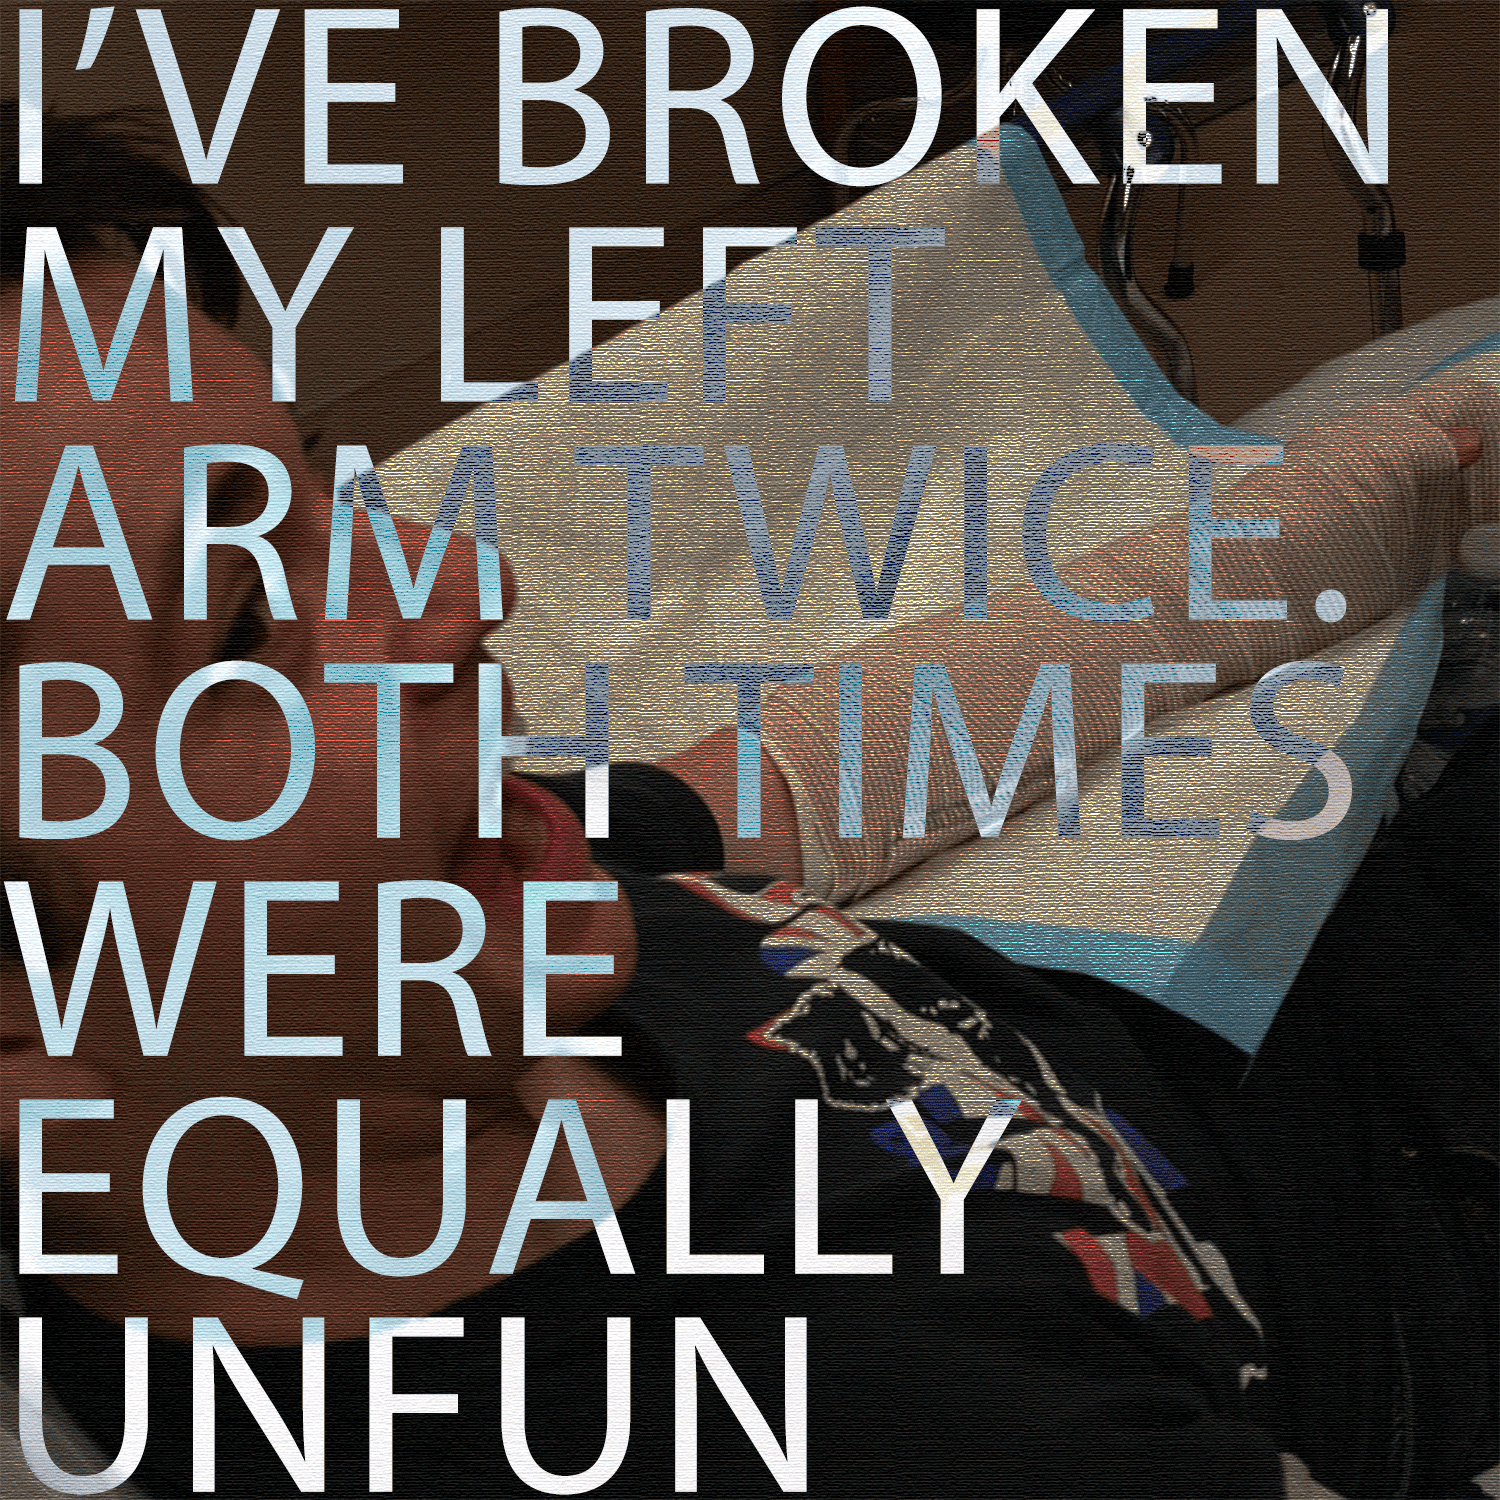 I’VE BROKEN
MY LEFT
ARM TWICE.
BOTH TIMES
WERE
EQUALLY
UNFUN